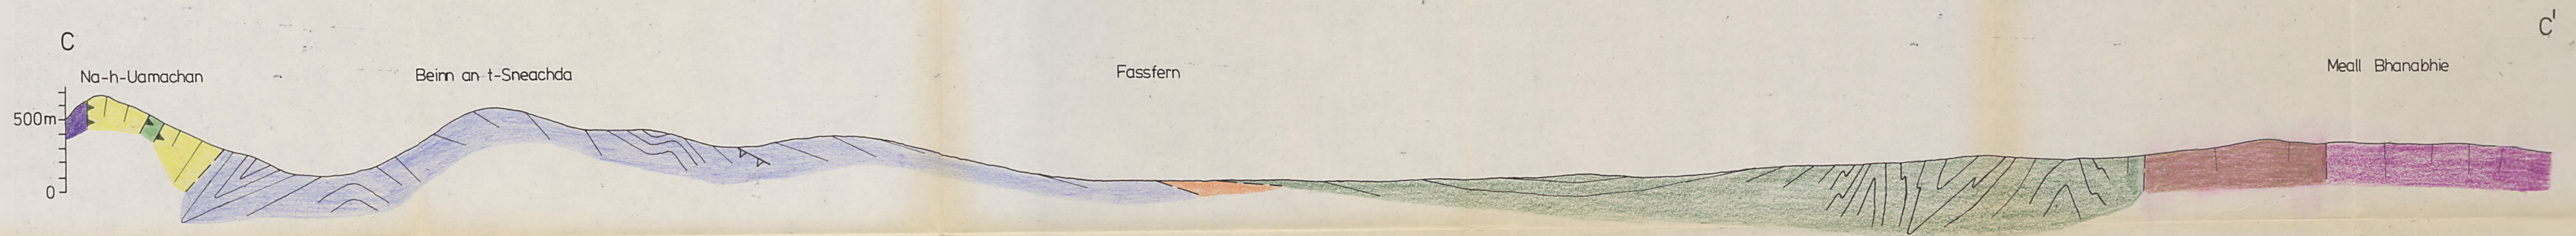 C
C'
Na-h-Uamachan
Beinn an t-Sneachda
Fassfern
Meall Bhanabhie
500m
0